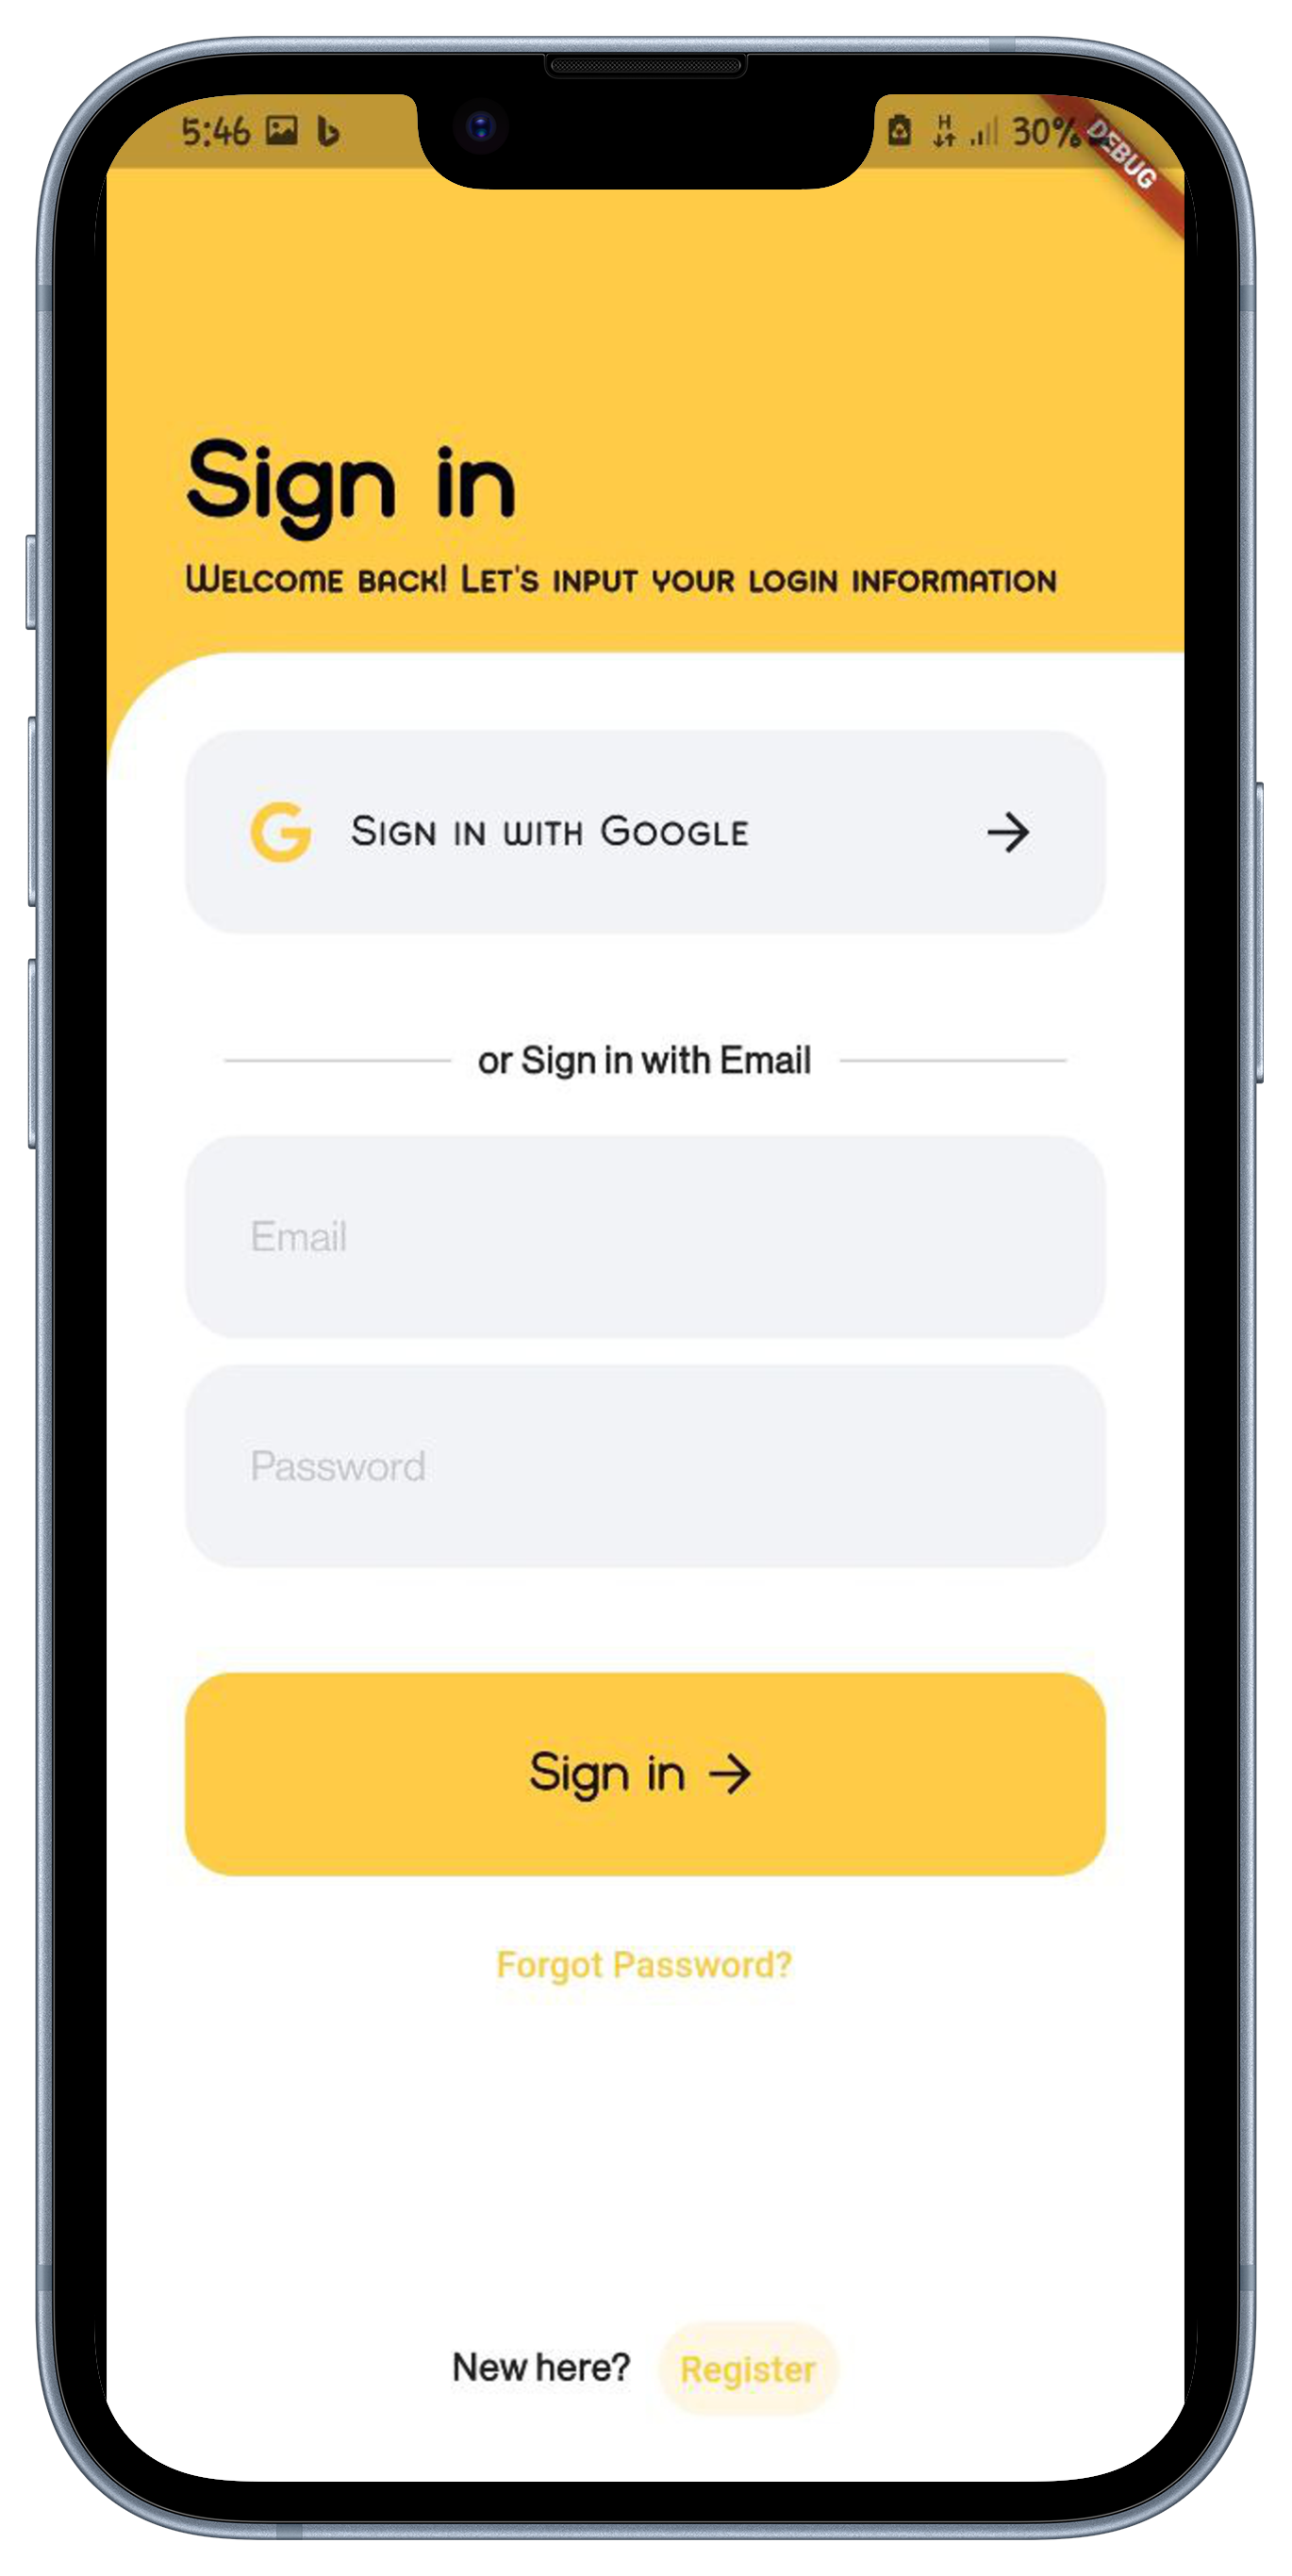 5:46 H 30%
DEBUG
Sign in
Welcome back! Let's input your login information
G Sign in with Google →
or Sign in with Email
Email
Password
Sign in →
Forgot Password?
New here? Register